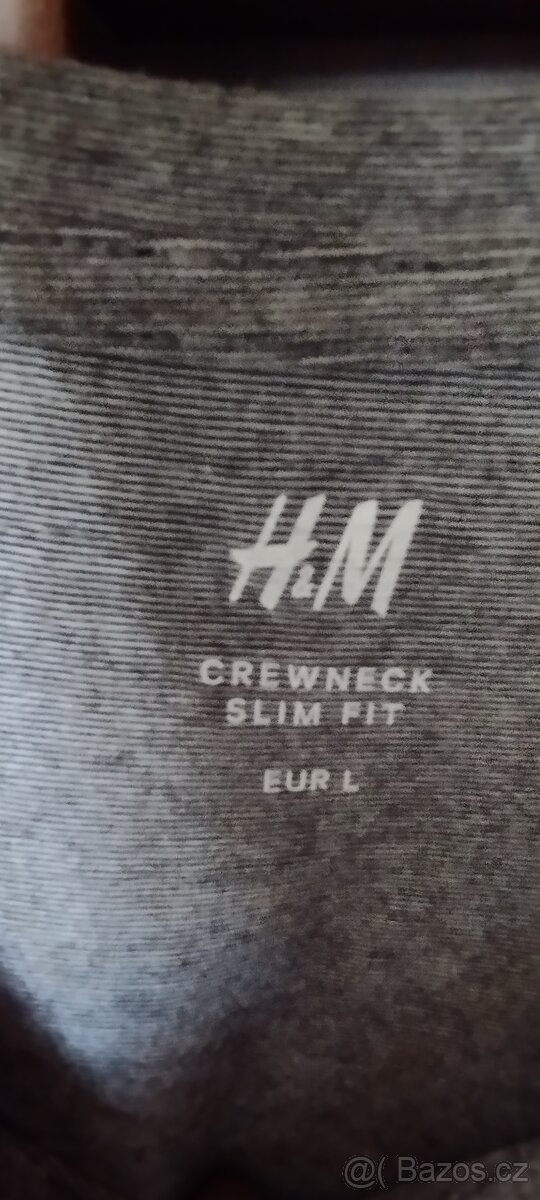 H&M
CREWNECK
SLIM FIT
EUR L
@( Bazos.cz